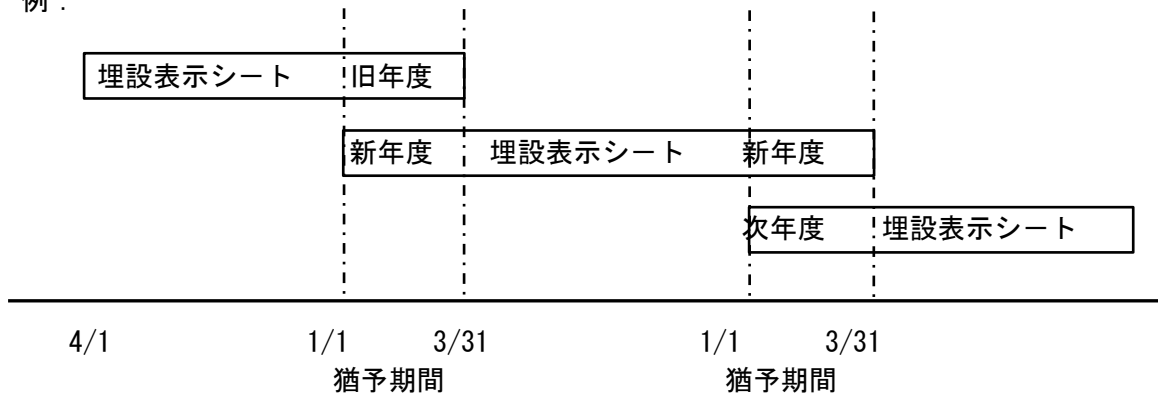 例：
埋設表示シート 旧年度
新年度 埋設表示シート 新年度
次年度 埋設表示シート
4/1 1/1 3/31 1/1 3/31
猶予期間 猶予期間